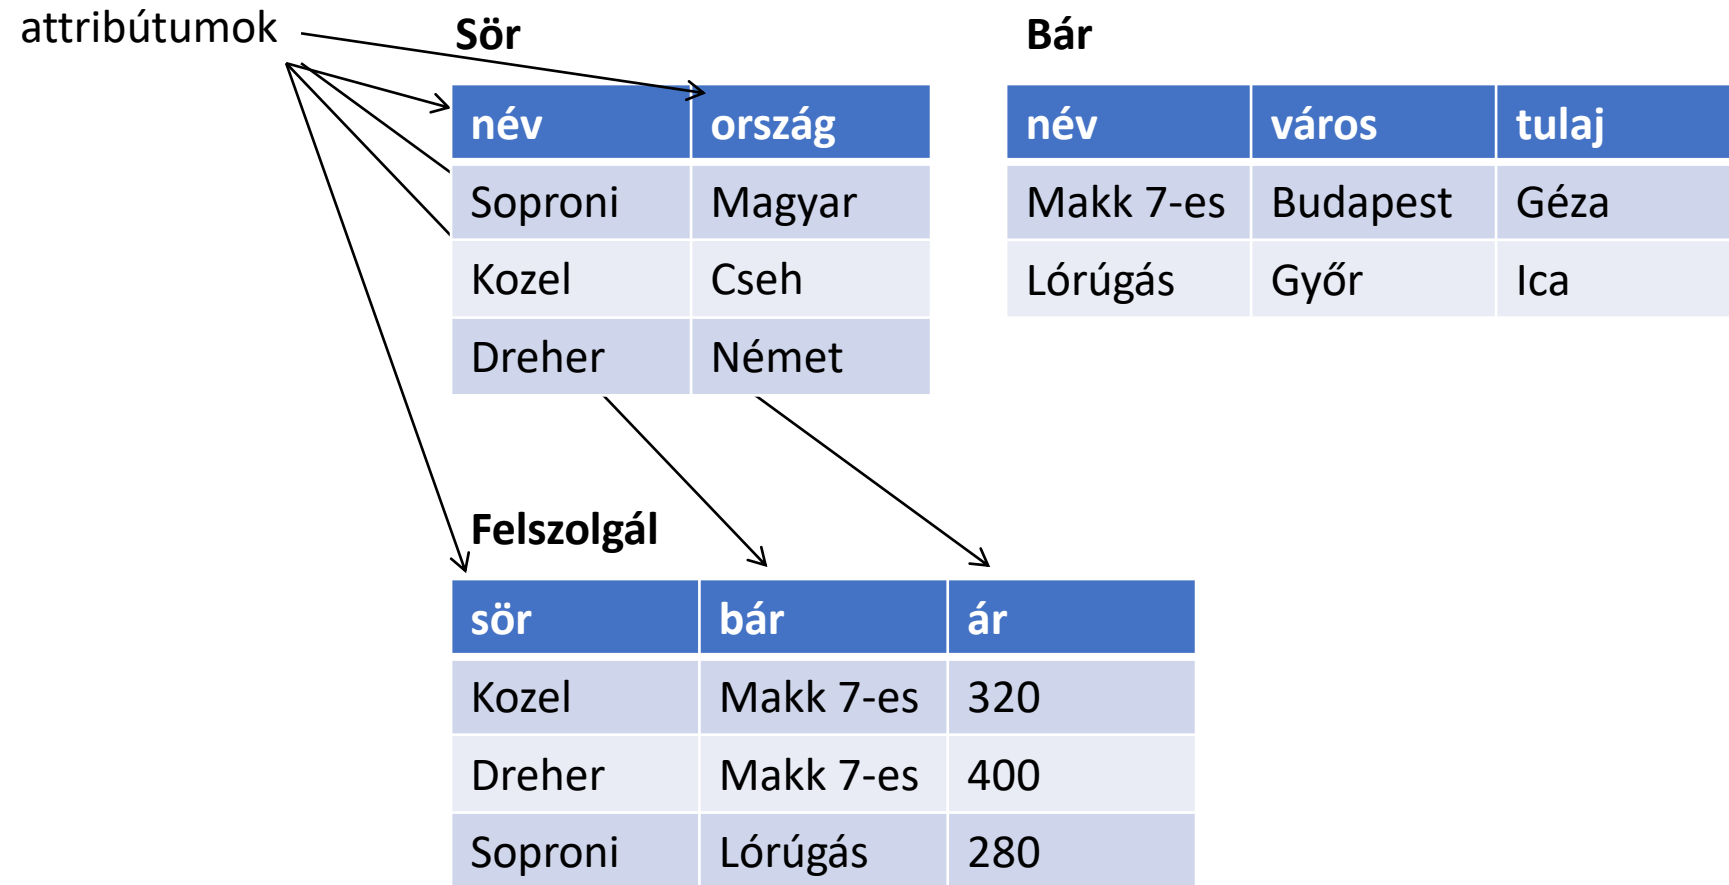 attribútumok
Sör
név ország
Soproni Magyar
Kozel Cseh
Dreher Német
Bár
név város tulaj
Makk 7-es Budapest Géza
Lórúgás Győr Ica
Felszolgál
sör bár ár
Kozel Makk 7-es 320
Dreher Makk 7-es 400
Soproni Lórúgás 280